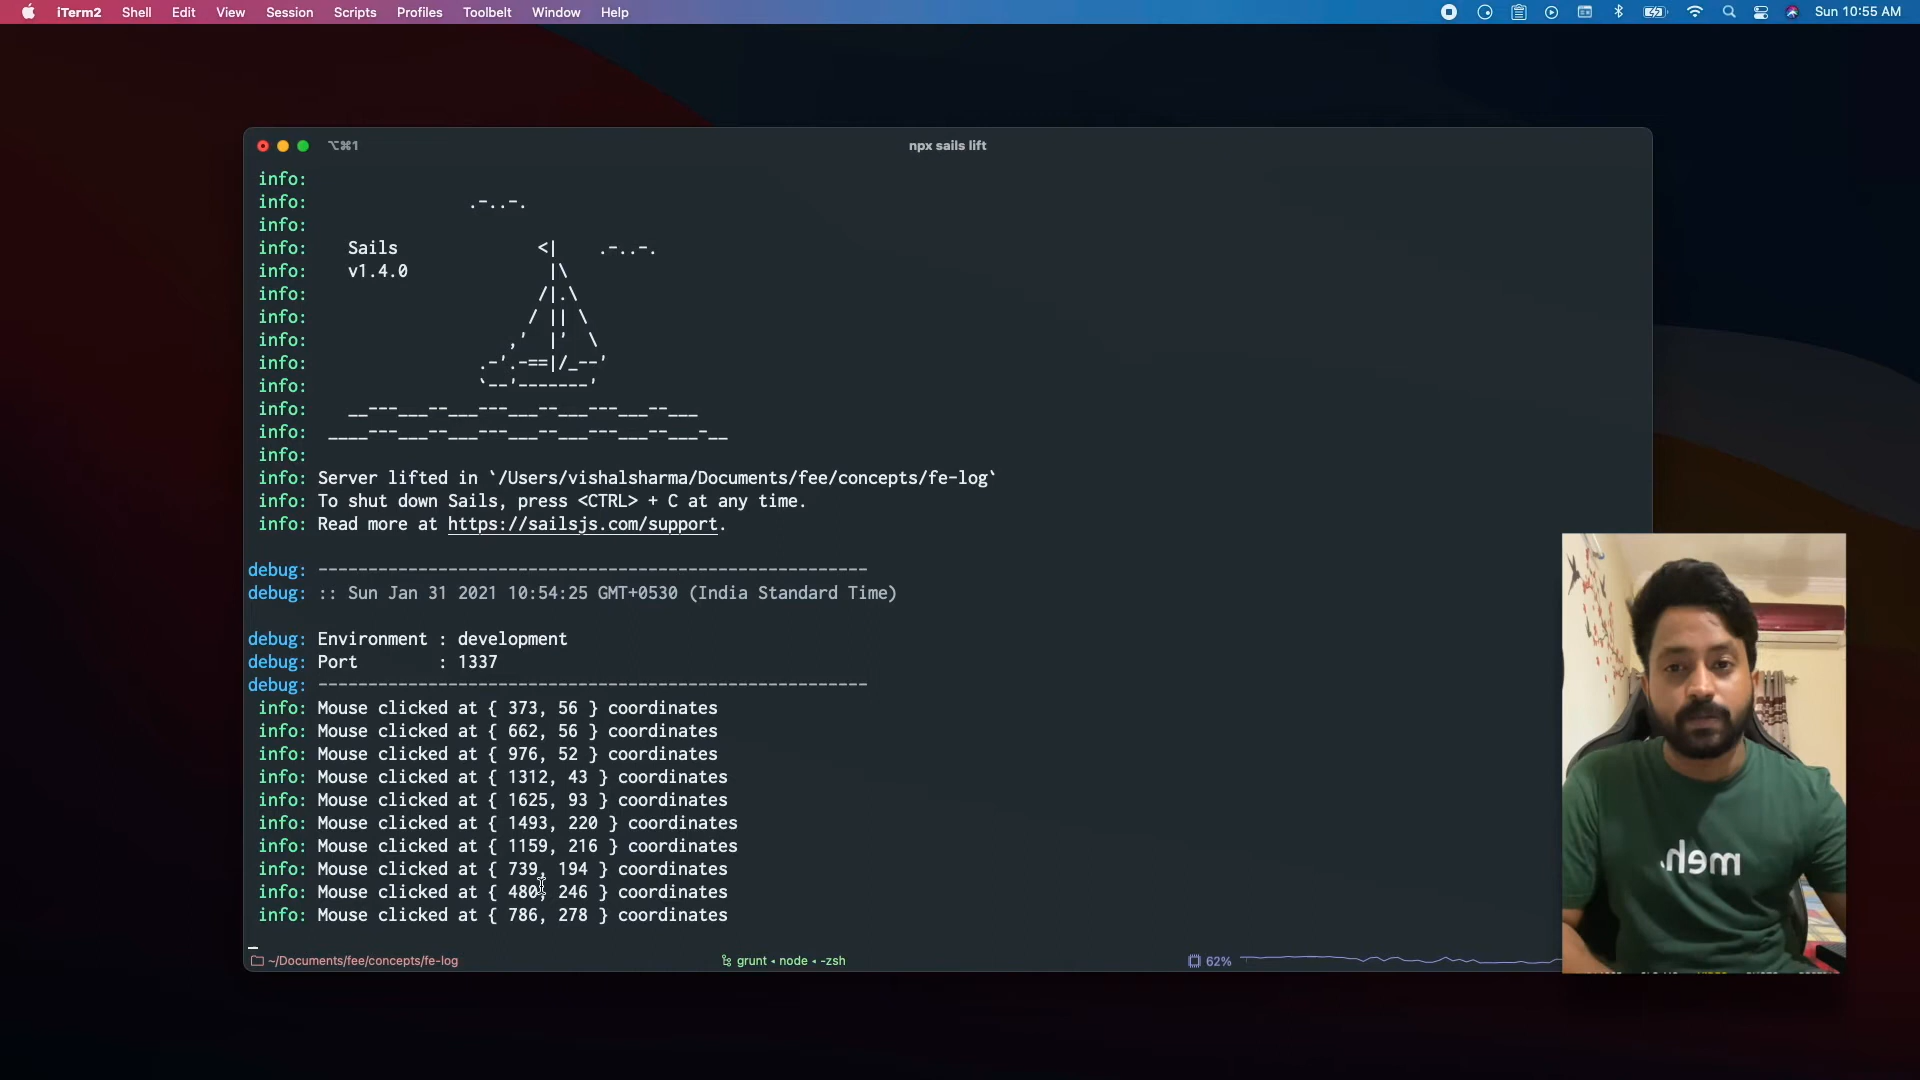 iTerm2 Shell Edit View Session Scripts Profiles Toolbelt Window Help Sun 10:55 AM
⌥⌘1 npx sails lift
info:
info: .-..-.
info:
info: Sails <| .-..-.
info: v1.4.0 |\
info: /|.\
info: / || \
info: ,' |' \
info: .-'.-==|/_--'
info: `--'-------'
info: __---___--___---___--___---___--___
info: ____---___--___---___--___---___--___-__
info:
info: Server lifted in `/Users/vishalsharma/Documents/fee/concepts/fe-log`
info: To shut down Sails, press <CTRL> + C at any time.
info: Read more at https://sailsjs.com/support.
debug: -------------------------------------------------------
debug: :: Sun Jan 31 2021 10:54:25 GMT+0530 (India Standard Time)
debug: Environment : development
debug: Port : 1337
debug: -------------------------------------------------------
info: Mouse clicked at { 373, 56 } coordinates
info: Mouse clicked at { 662, 56 } coordinates
info: Mouse clicked at { 976, 52 } coordinates
info: Mouse clicked at { 1312, 43 } coordinates
info: Mouse clicked at { 1625, 93 } coordinates
info: Mouse clicked at { 1493, 220 } coordinates
info: Mouse clicked at { 1159, 216 } coordinates
info: Mouse clicked at { 739, 194 } coordinates
info: Mouse clicked at { 480, 246 } coordinates
info: Mouse clicked at { 786, 278 } coordinates
~/Documents/fee/concepts/fe-log grunt ◂ node ◂ -zsh 62%
meh.